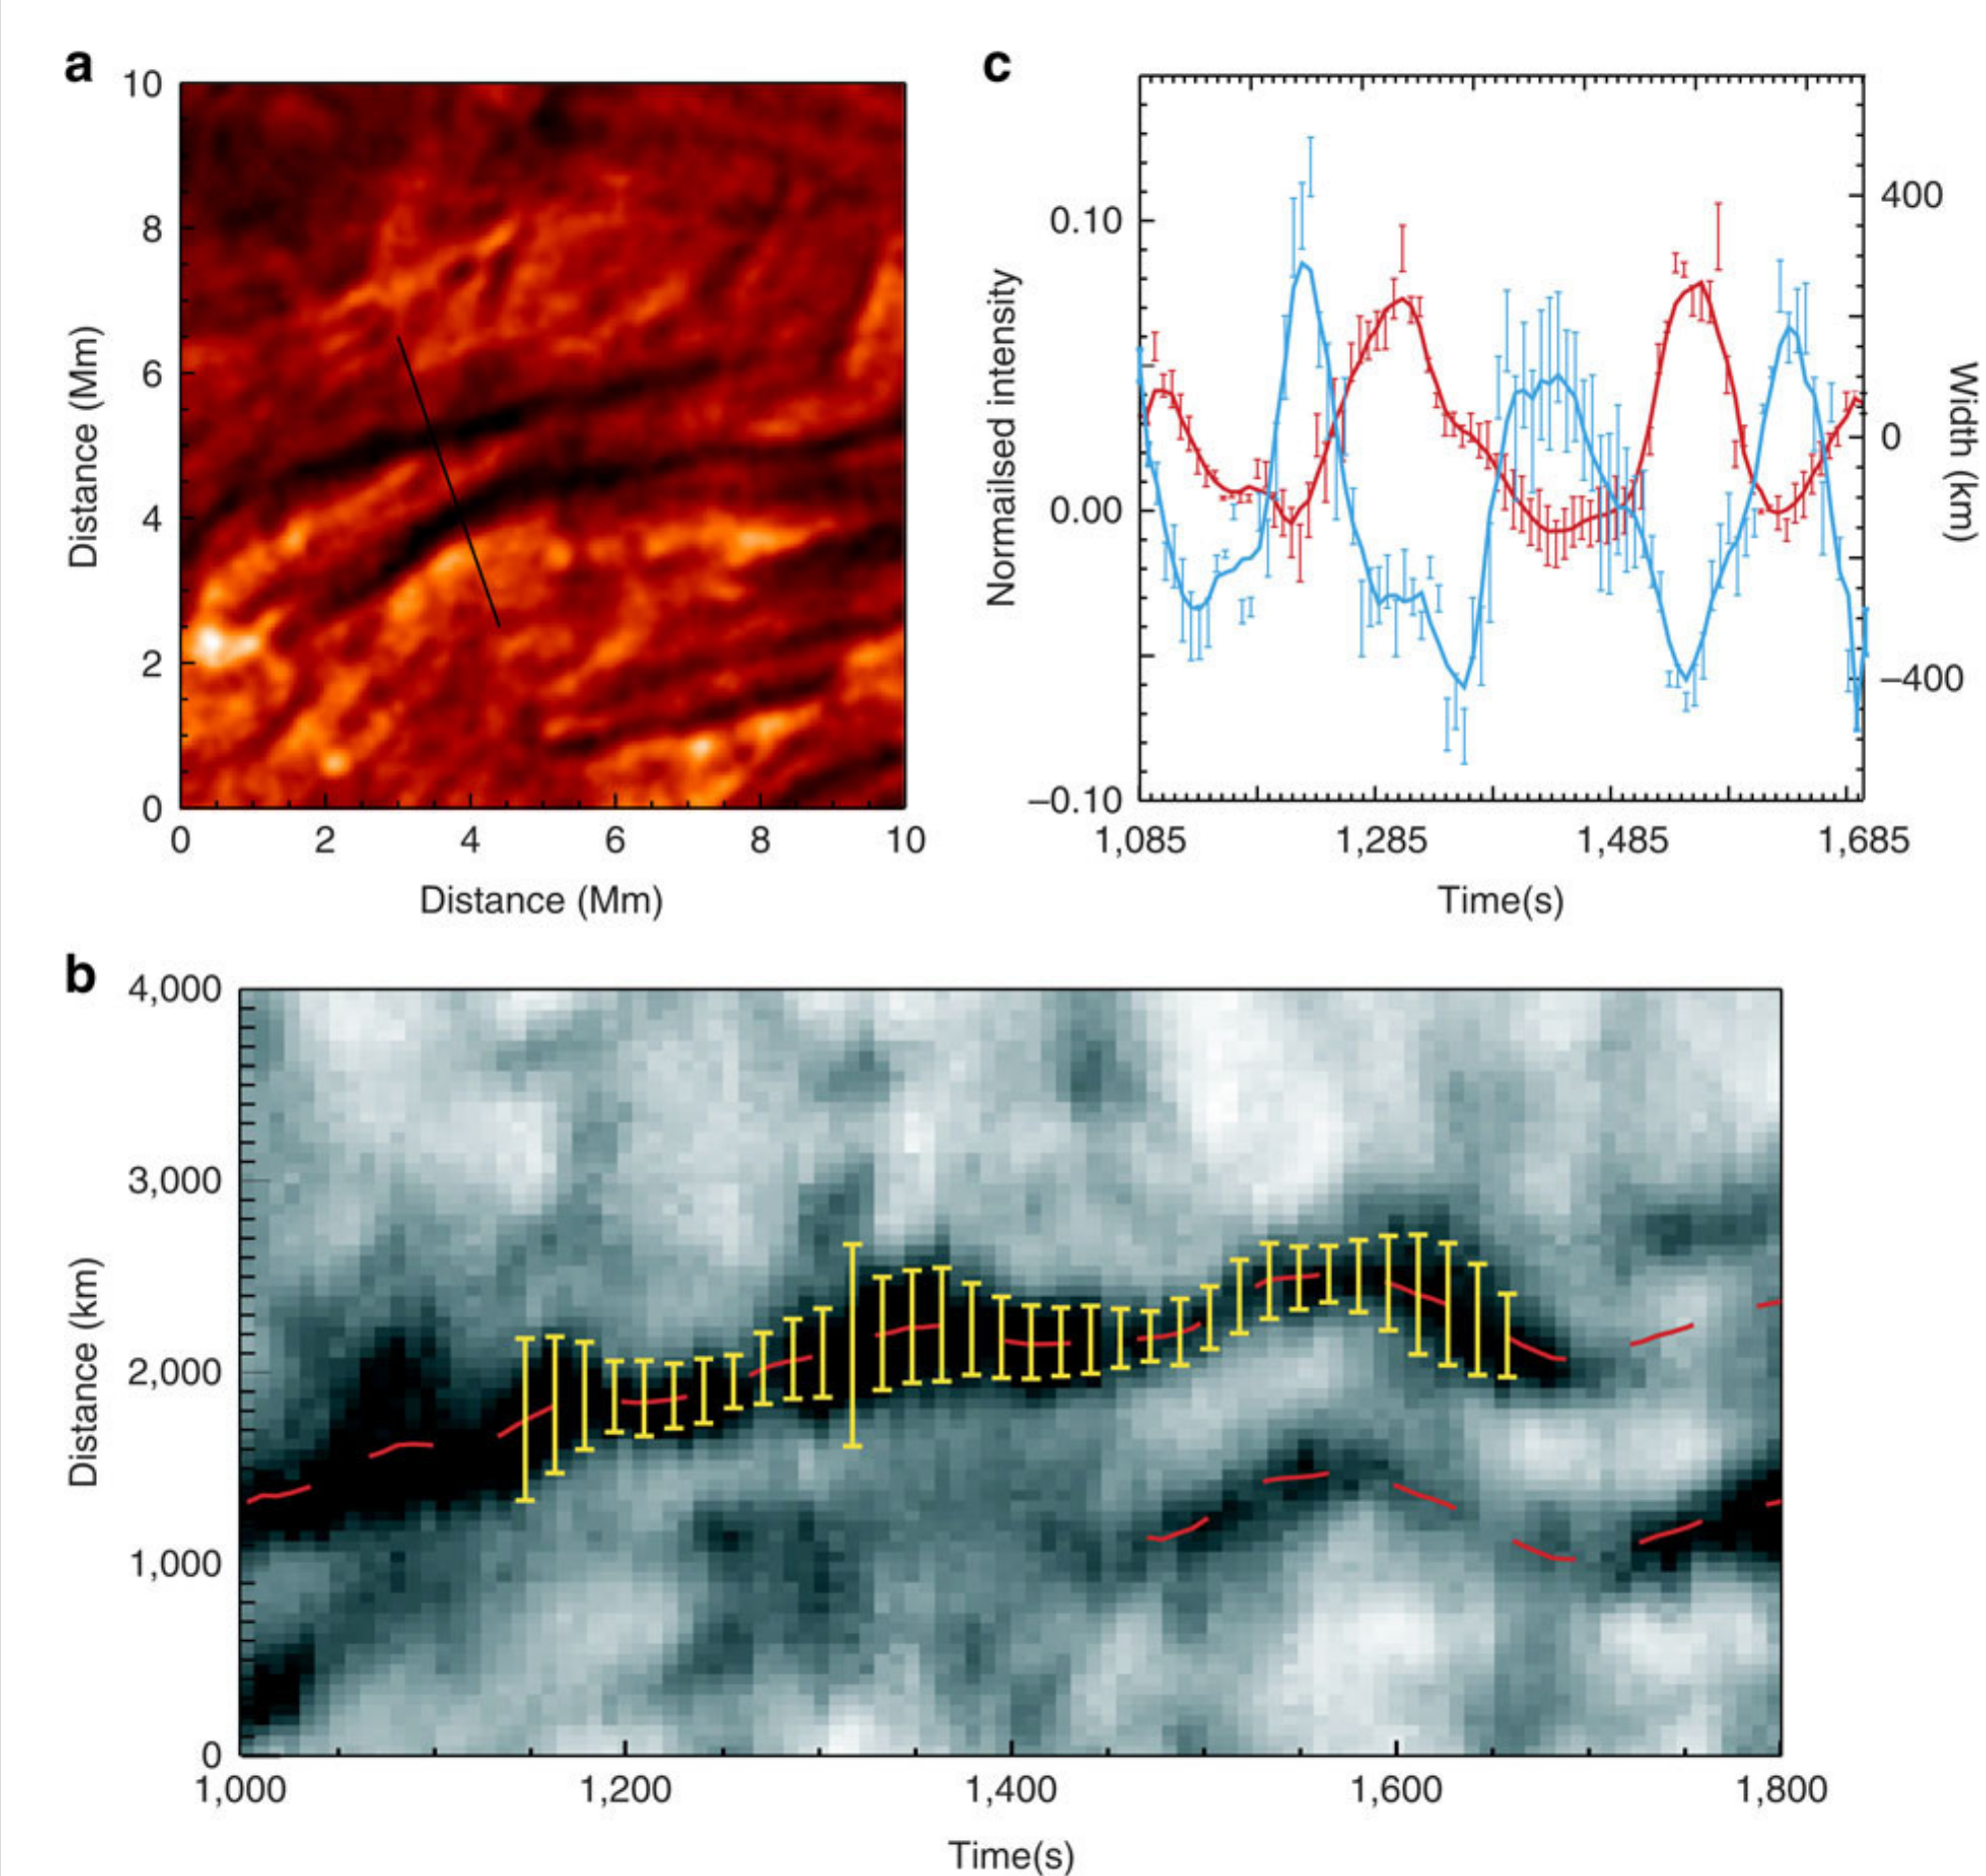 a
10
8
6
4
2
0
Distance (Mm)
0 2 4 6 8 10
Distance (Mm)
c
0.10
0.00
–0.10
Normailsed intensity
400
0
–400
Width (km)
1,085 1,285 1,485 1,685
Time(s)
b
4,000
3,000
2,000
1,000
0
Distance (km)
1,000 1,200 1,400 1,600 1,800
Time(s)